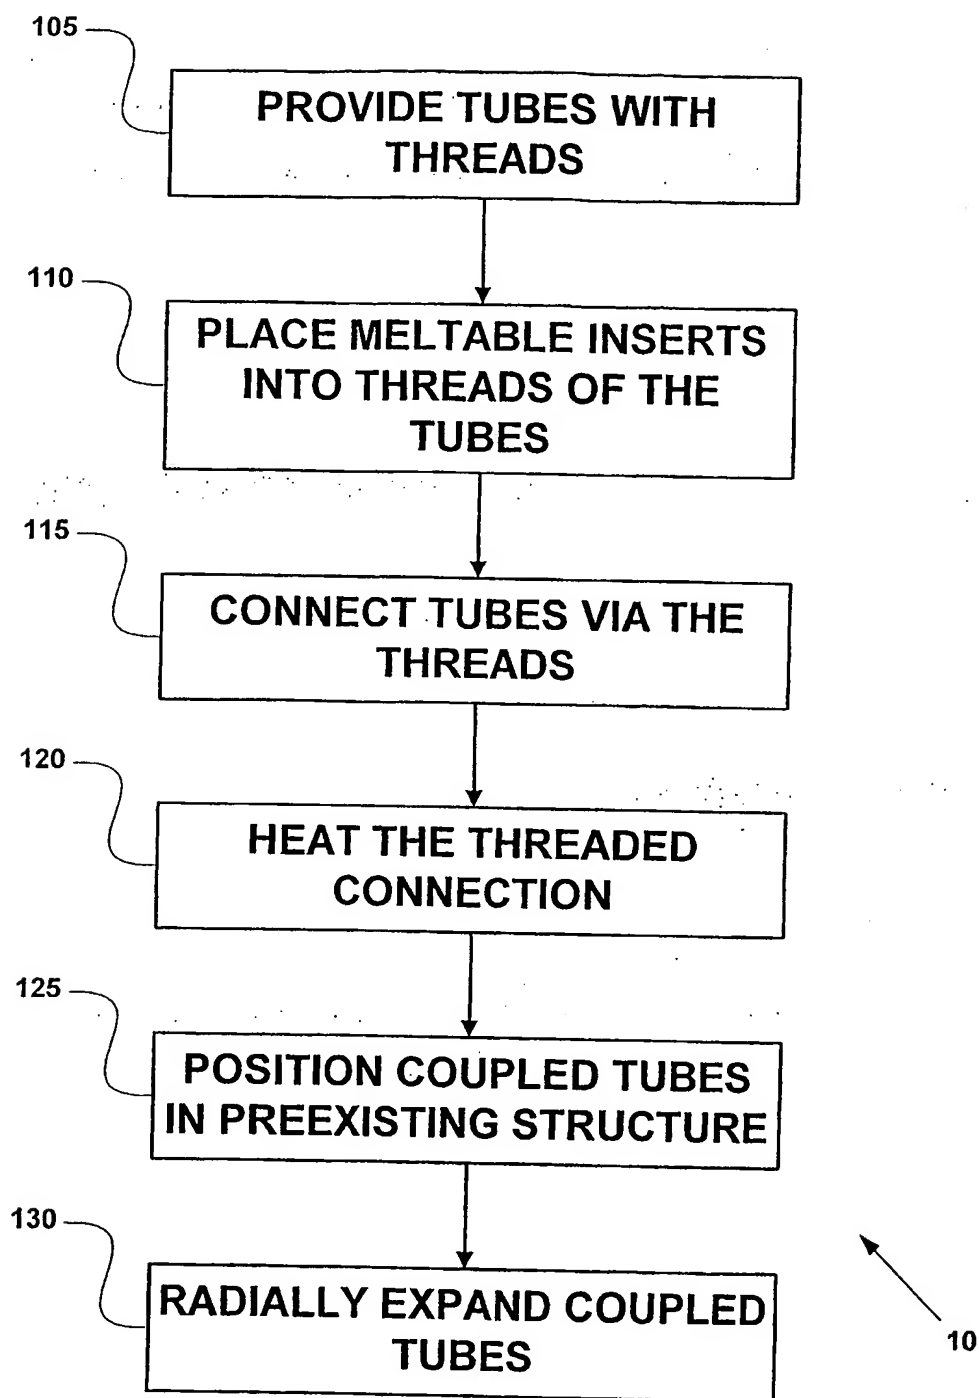 105
PROVIDE TUBES WITH
THREADS
110
PLACE MELTABLE INSERTS
INTO THREADS OF THE
TUBES
115
CONNECT TUBES VIA THE
THREADS
120
HEAT THE THREADED
CONNECTION
125
POSITION COUPLED TUBES
IN PREEXISTING STRUCTURE
130
RADIALLY EXPAND COUPLED
TUBES
10